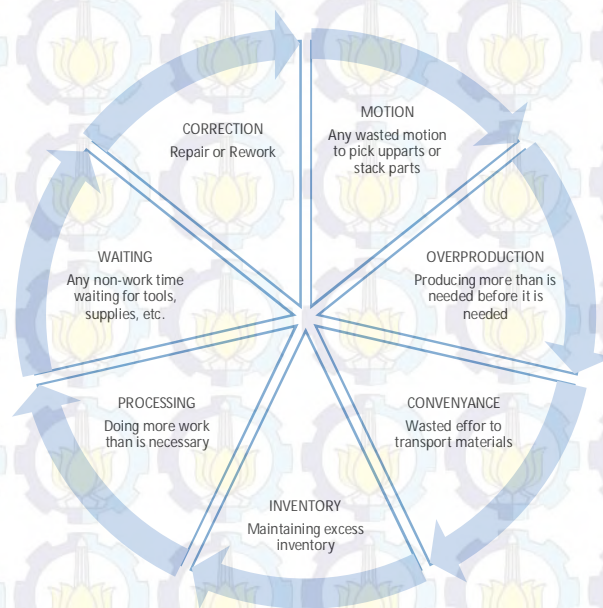 MOTION
Any wasted motion
to pick upparts or
stack parts
OVERPRODUCTION
Producing more than is
needed before it is
needed
CONVENYANCE
Wasted effor to
transport materials
INVENTORY
Maintaining excess
inventory
PROCESSING
Doing more work
than is necessary
WAITING
Any non-work time
waiting for tools,
supplies, etc.
CORRECTION
Repair or Rework